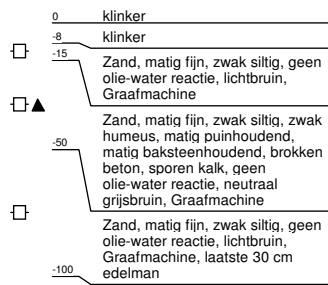 0 klinker
-8 klinker
-15 Zand, matig fijn, zwak siltig, geen
olie-water reactie, lichtbruin,
Graafmachine
Zand, matig fijn, zwak siltig, zwak
humeus, matig puinhoudend,
-50 matig baksteenhoudend, brokken
beton, sporen kalk, geen
olie-water reactie, neutraal
grijsbruin, Graafmachine
Zand, matig fijn, zwak siltig, geen
olie-water reactie, lichtbruin,
Graafmachine, laatste 30 cm
-100 edelman